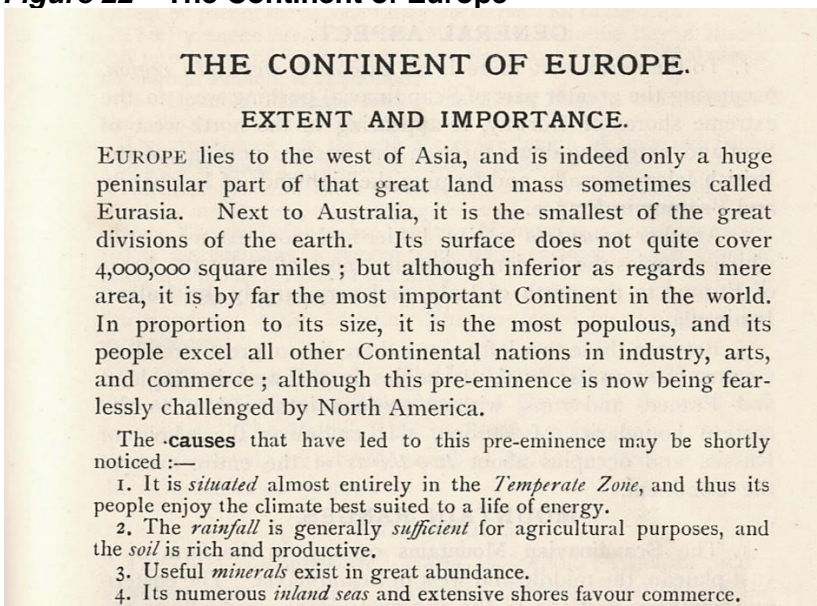 Figure 22 The Continent of Europe
THE CONTINENT OF EUROPE.
EXTENT AND IMPORTANCE.
EUROPE lies to the west of Asia, and is indeed only a huge
peninsular part of that great land mass sometimes called
Eurasia. Next to Australia, it is the smallest of the great
divisions of the earth. Its surface does not quite cover
4,000,000 square miles ; but although inferior as regards mere
area, it is by far the most important Continent in the world.
In proportion to its size, it is the most populous, and its
people excel all other Continental nations in industry, arts,
and commerce ; although this pre-eminence is now being fear-
lessly challenged by North America.
The causes that have led to this pre-eminence may be shortly
noticed :—
1. It is situated almost entirely in the Temperate Zone, and thus its
people enjoy the climate best suited to a life of energy.
2. The rainfall is generally sufficient for agricultural purposes, and
the soil is rich and productive.
3. Useful minerals exist in great abundance.
4. Its numerous inland seas and extensive shores favour commerce.